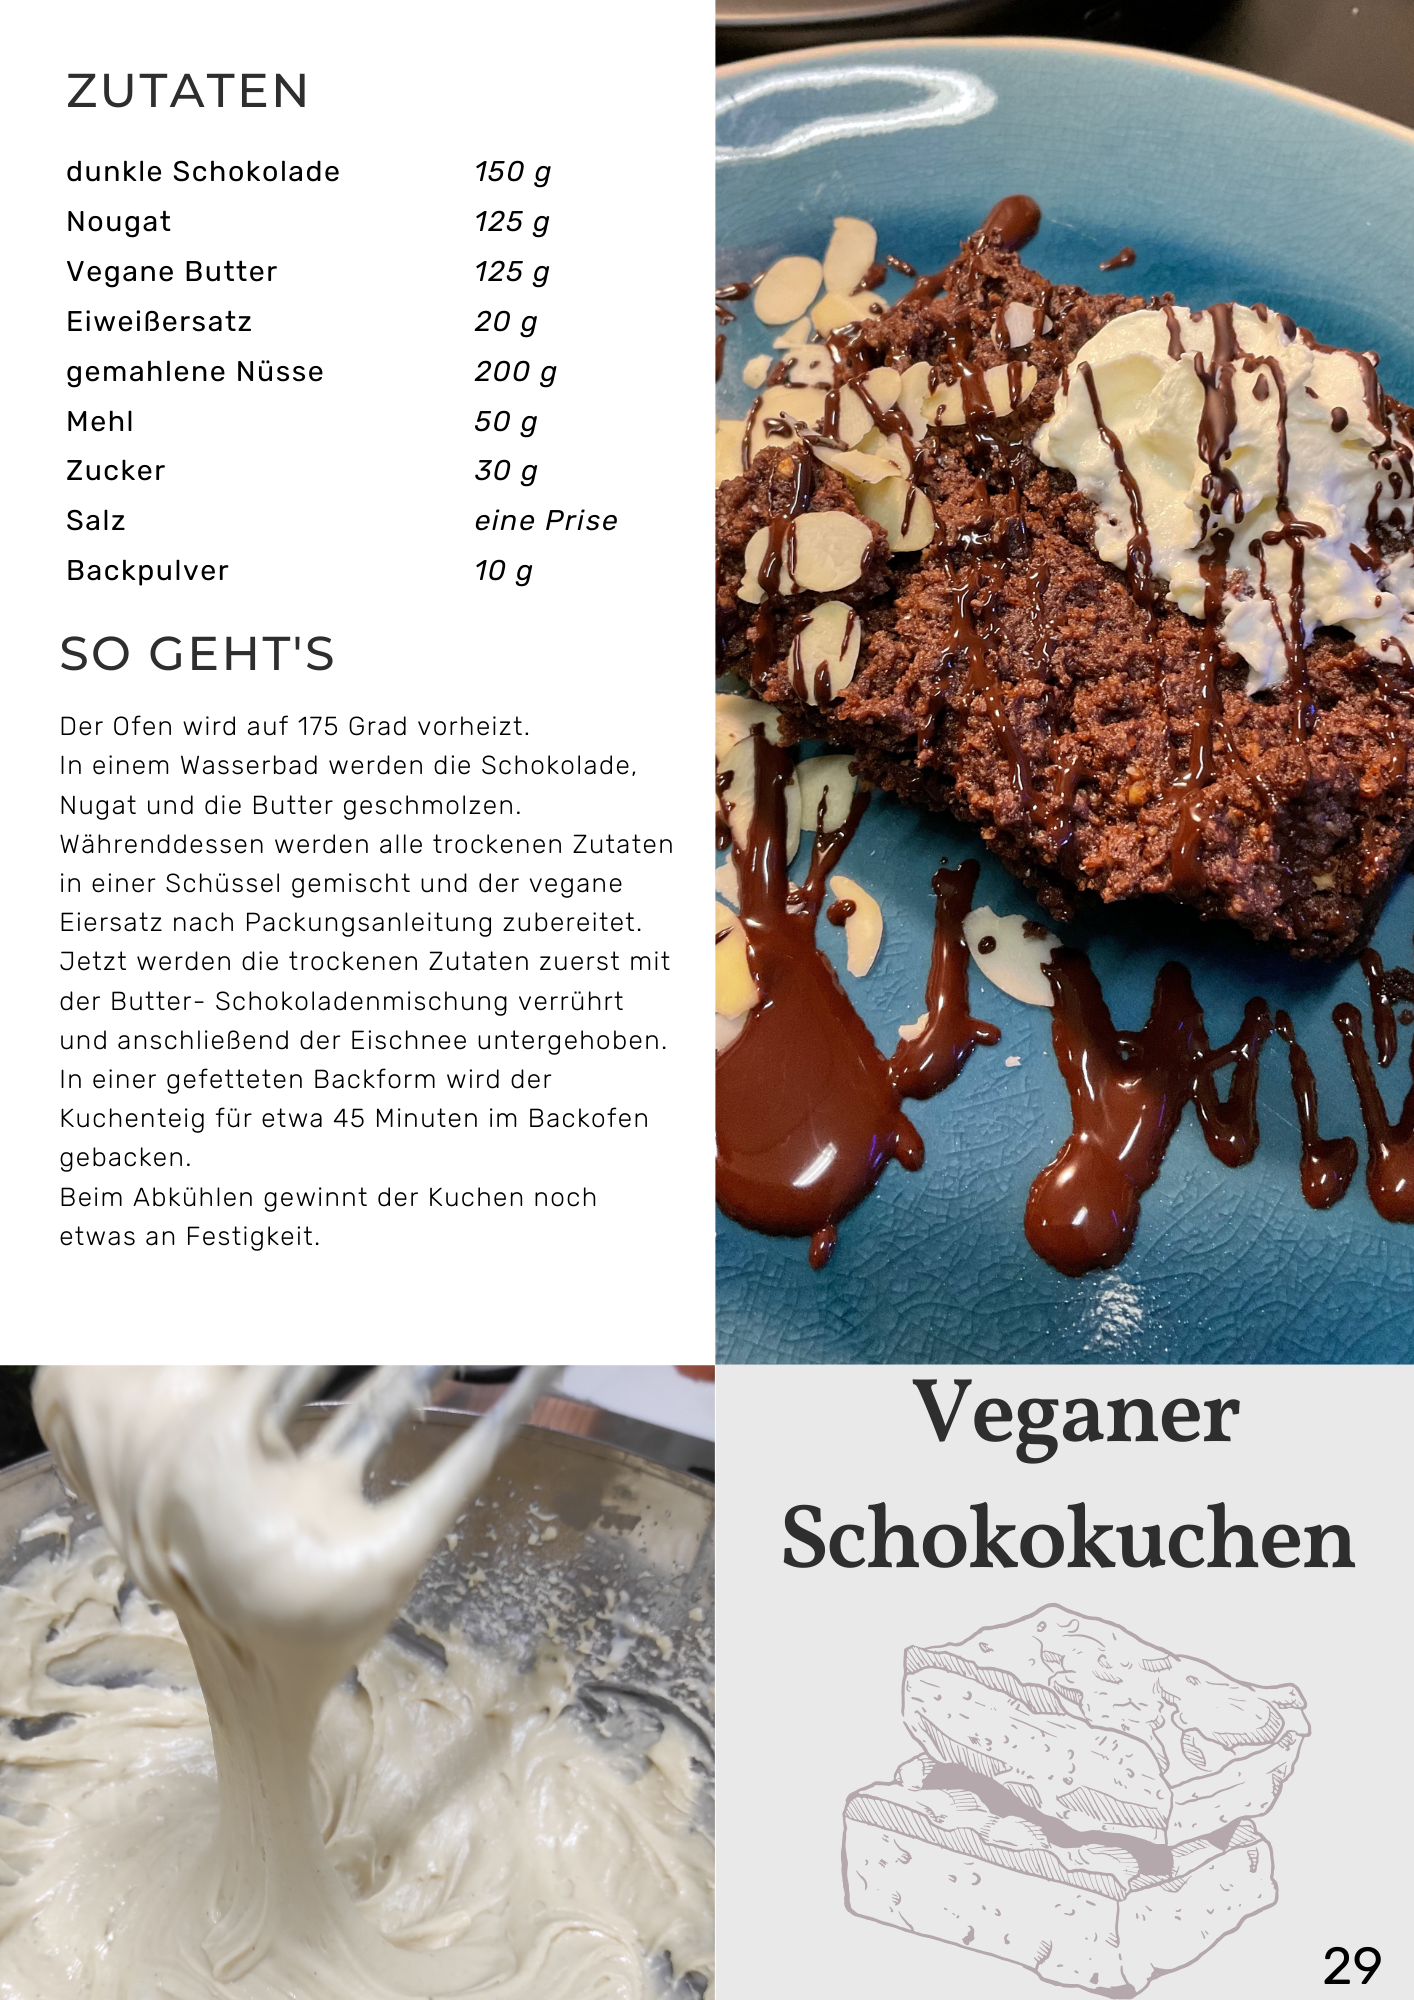 ZUTATEN
dunkle Schokolade 150 g
Nougat 125 g
Vegane Butter 125 g
Eiweißersatz 20 g
gemahlene Nüsse 200 g
Mehl 50 g
Zucker 30 g
Salz eine Prise
Backpulver 10 g
SO GEHT'S
Der Ofen wird auf 175 Grad vorheizt.
In einem Wasserbad werden die Schokolade,
Nugat und die Butter geschmolzen.
Währenddessen werden alle trockenen Zutaten
in einer Schüssel gemischt und der vegane
Eiersatz nach Packungsanleitung zubereitet.
Jetzt werden die trockenen Zutaten zuerst mit
der Butter- Schokoladenmischung verrührt
und anschließend der Eischnee untergehoben.
In einer gefetteten Backform wird der
Kuchenteig für etwa 45 Minuten im Backofen
gebacken.
Beim Abkühlen gewinnt der Kuchen noch
etwas an Festigkeit.
Veganer
Schokokuchen
29